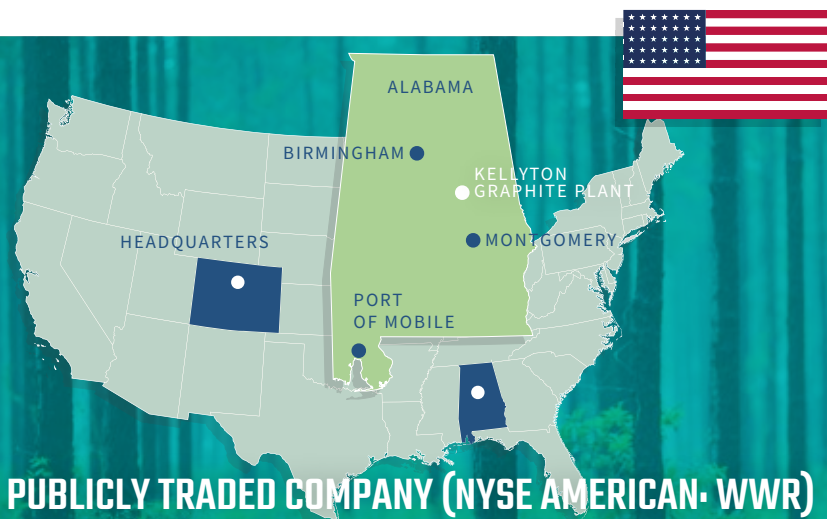 ALABAMA
BIRMINGHAM
KELLYTON
GRAPHITE PLANT
HEADQUARTERS
MONTGOMERY
PORT
OF MOBILE
PUBLICLY TRADED COMPANY (NYSE AMERICAN: WWR)